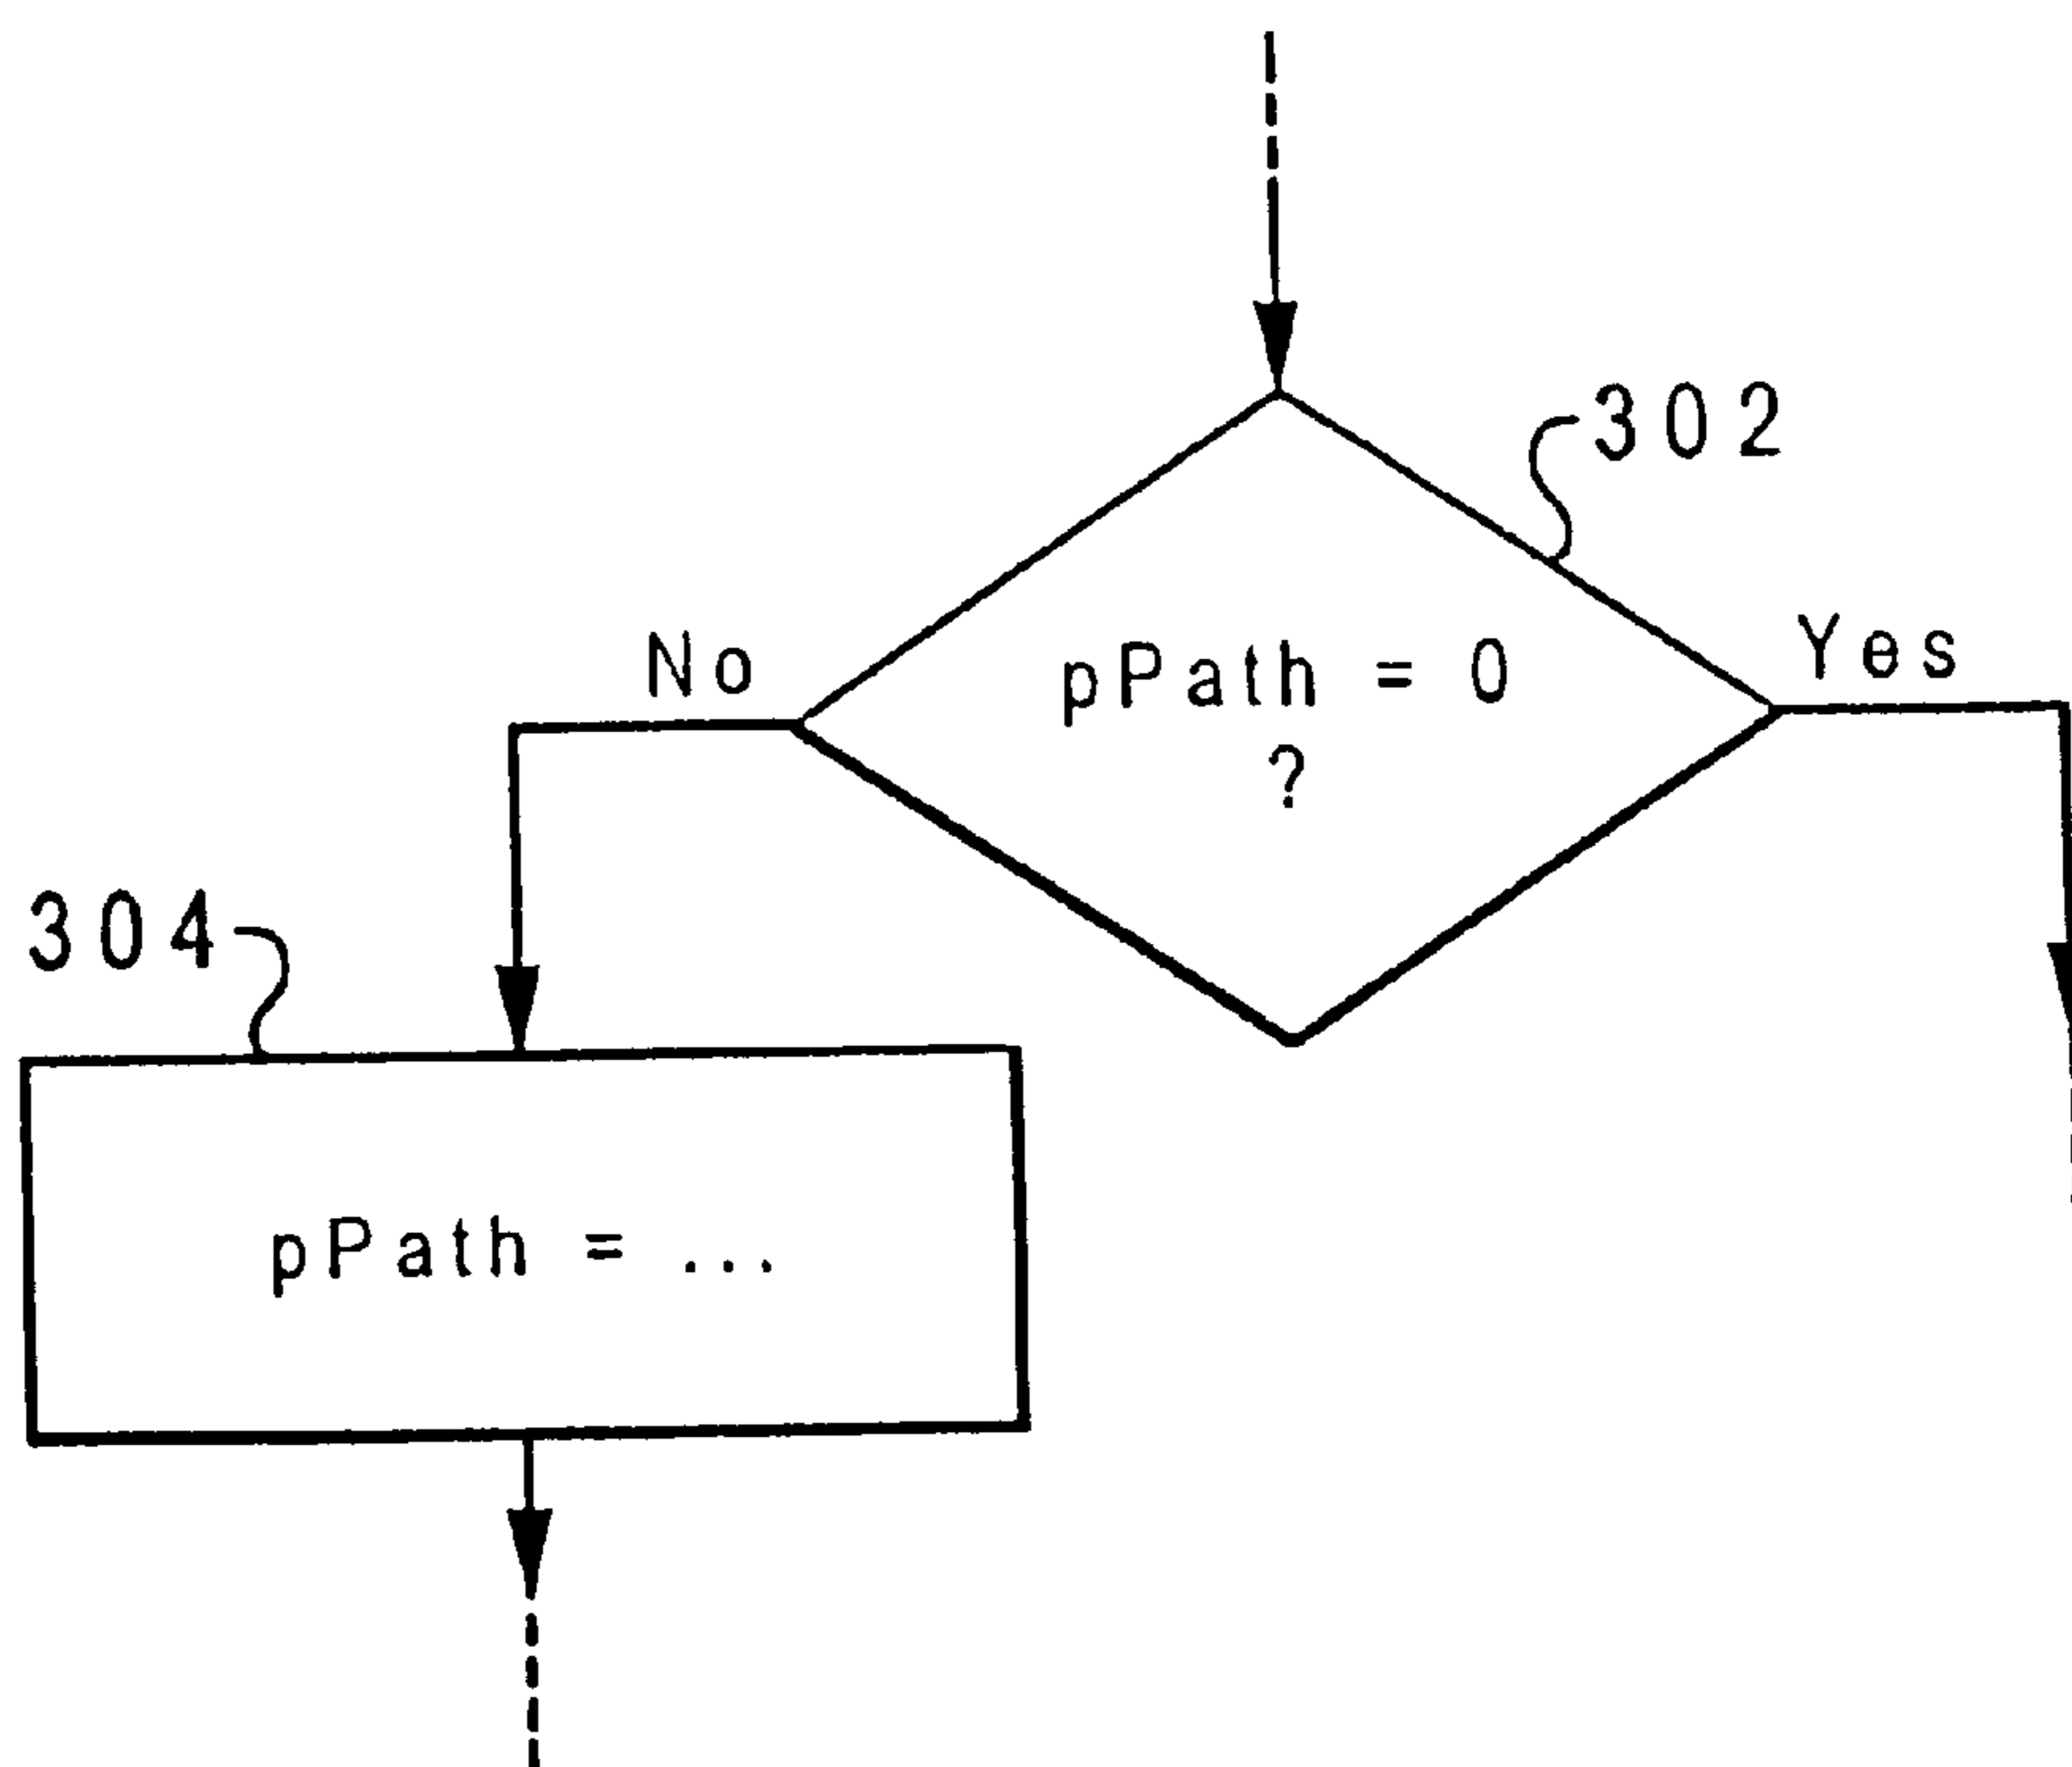 302
No
pPath = 0
?
Yes
304
pPath = ...